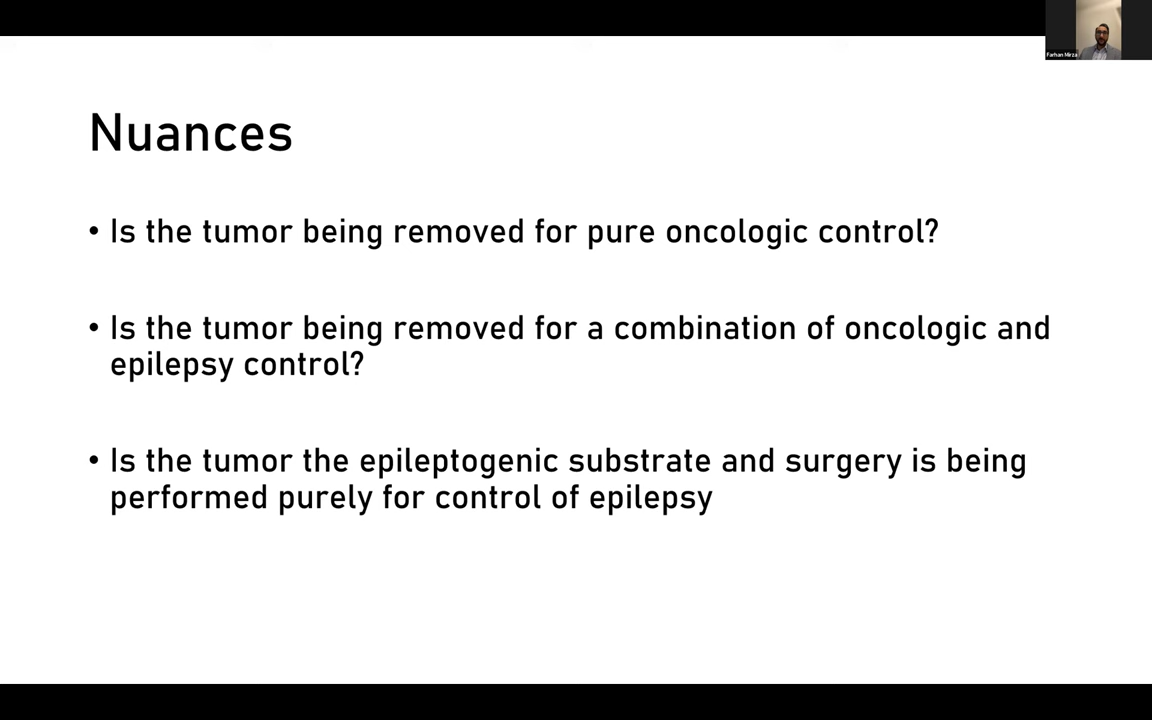 Farhan Mirza
Nuances
• Is the tumor being removed for pure oncologic control?
• Is the tumor being removed for a combination of oncologic and
epilepsy control?
• Is the tumor the epileptogenic substrate and surgery is being
performed purely for control of epilepsy